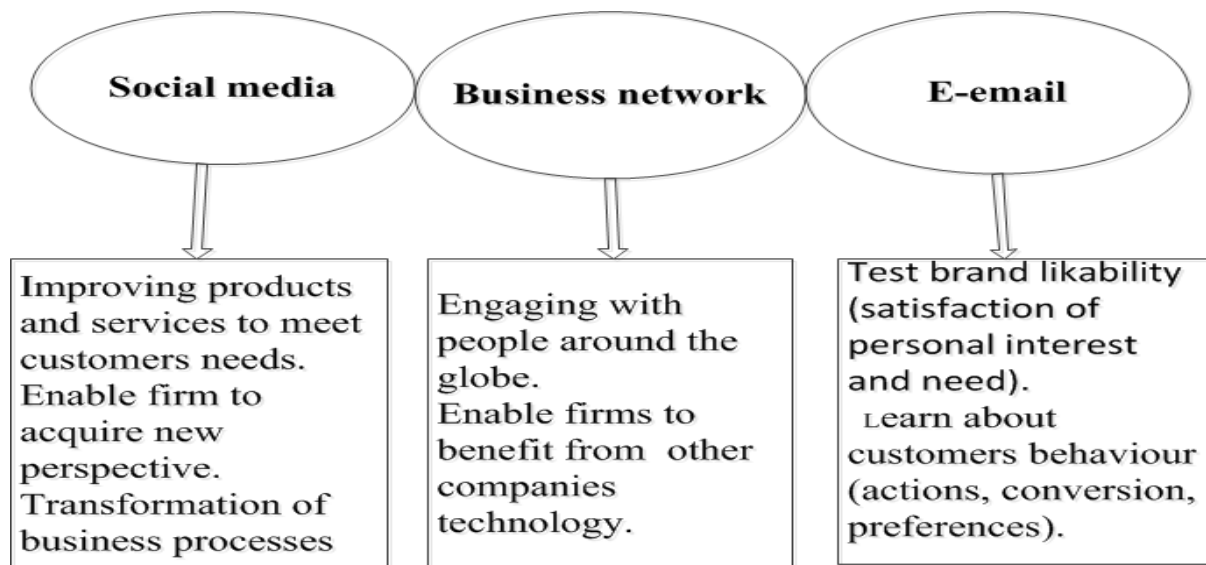 Social media
Business network
E-email
Improving products
and services to meet
customers needs.
Enable firm to
acquire new
perspective.
Transformation of
business processes
Engaging with
people around the
globe.
Enable firms to
benefit from other
companies
technology.
Test brand likability
(satisfaction of
personal interest
and need).
Learn about
customers behaviour
(actions, conversion,
preferences).